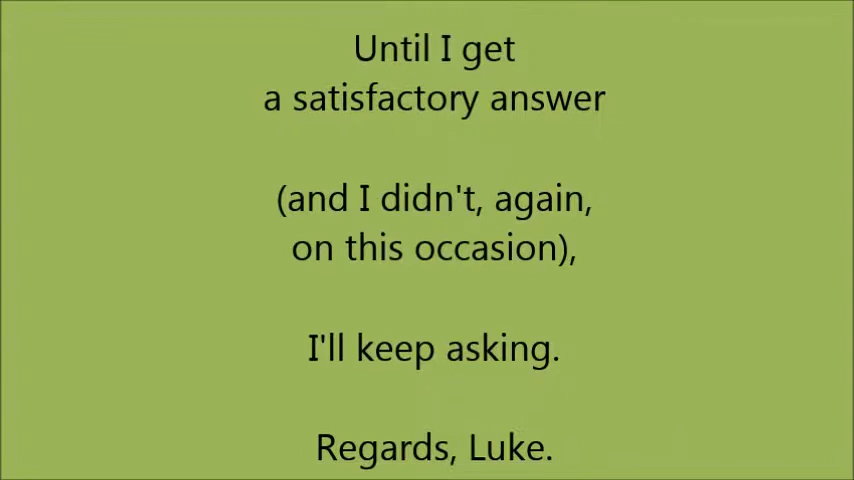 Until I get
a satisfactory answer
(and I didn't, again,
on this occasion),
I'll keep asking.
Regards, Luke.